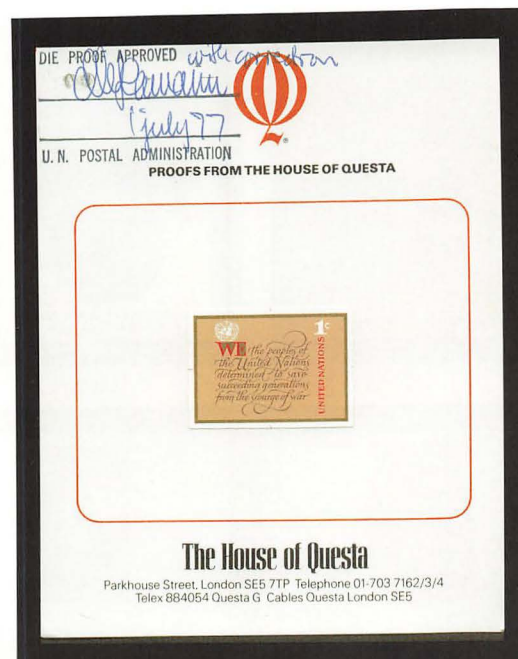 DIE PROOF APPROVED with correction
1 July 77
U. N. POSTAL ADMINISTRATION
PROOFS FROM THE HOUSE OF QUESTA
1c
WE the peoples of
the United Nations
determined to save
succeeding generations
from the scourge of war
UNITED NATIONS
The House of Questa
Parkhouse Street, London SE5 7TP Telephone 01-703 7162/3/4
Telex 884054 Questa G Cables Questa London SE5